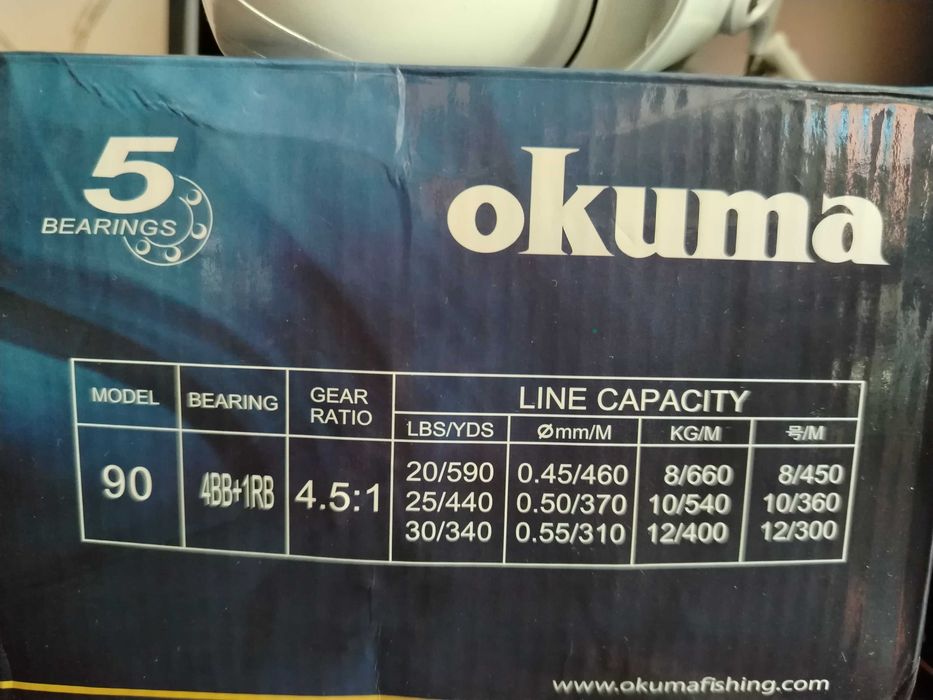 5
BEARINGS
okuma
MODEL BEARING GEAR RATIO LINE CAPACITY
LBS/YDS Ømm/M KG/M 号/M
90 4BB+1RB 4.5:1
20/590 0.45/460 8/660 8/450
25/440 0.50/370 10/540 10/360
30/340 0.55/310 12/400 12/300
www.okumafishing.com